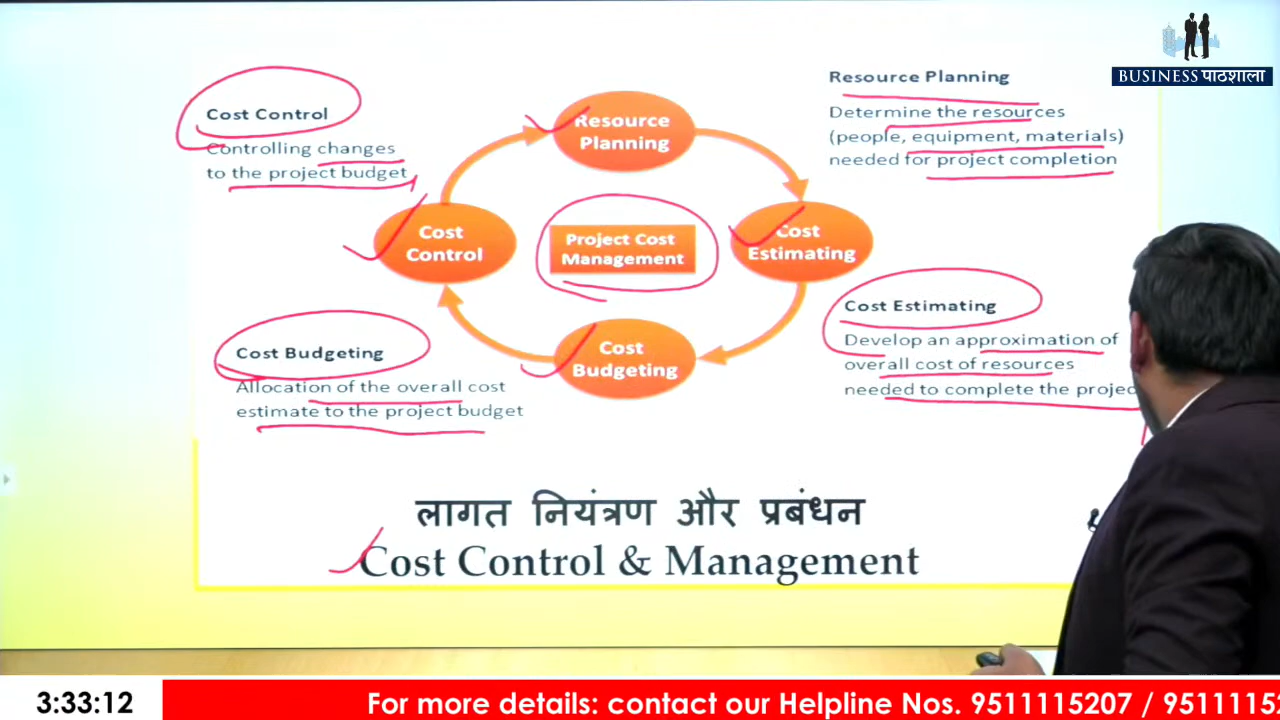 BUSINESS पाठशाला
Cost Control
Controlling changes
to the project budget
Resource
Planning
Resource Planning
Determine the resources
(people, equipment, materials)
needed for project completion
Cost
Control
Project Cost
Management
Cost
Estimating
Cost Estimating
Develop an approximation of
overall cost of resources
needed to complete the project
Cost Budgeting
Allocation of the overall cost
estimate to the project budget
Cost
Budgeting
लागत नियंत्रण और प्रबंधन
Cost Control & Management
3:33:12
For more details: contact our Helpline Nos. 9511115207 /